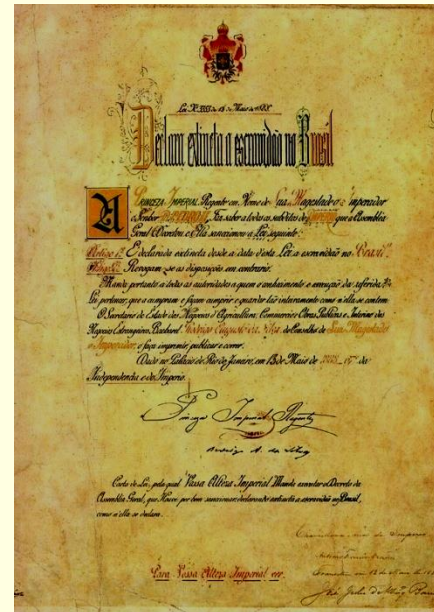 Lei Nº 3353 de 13 de Maio de 1888.
Declara extincta a escravidão no Brasil
A PRINCEZA IMPERIAL Regente em Nome de Sua Magestade o Imperador
o Senhor D. PEDRO II, Faz saber a todos os subditos do IMPERIO que a Assembléa
Geral Decretou e Ella sanccionou a Lei seguinte:
Artigo 1º É declarada extincta desde a data d'esta Lei a escravidão no Brazil.
Artigo 2º Revogam-se as disposições em contrario.
Manda portanto a todas as autoridades a quem o conhecimento e execução da referida
Lei pertencer, que a cumpram e façam cumprir e guardar tão inteiramente como n'ella se contem.
O Secretario de Estado dos Negocios d'Agricultura, Commercio e Obras Publicas e Interino dos
Negocios Estrangeiros, Bacharel Rodrigo Augusto da Silva, do Conselho de Sua Magestade
o Imperador, o faça imprimir, publicar e correr.
Dado no Palacio do Rio de Janeiro, em 13 de Maio de 1888, da
Independencia e do Imperio.
Princeza Imperial Regente
Rodrigo A. da Silva
Carta de Lei, pela qual Vossa Alteza Imperial Manda executar o Decreto da
Assembléa Geral, que Houve por bem sanccionar, declarando extincta a escravidão no Brazil,
como n'ella se declara.
Para Vossa Alteza Imperial ver.